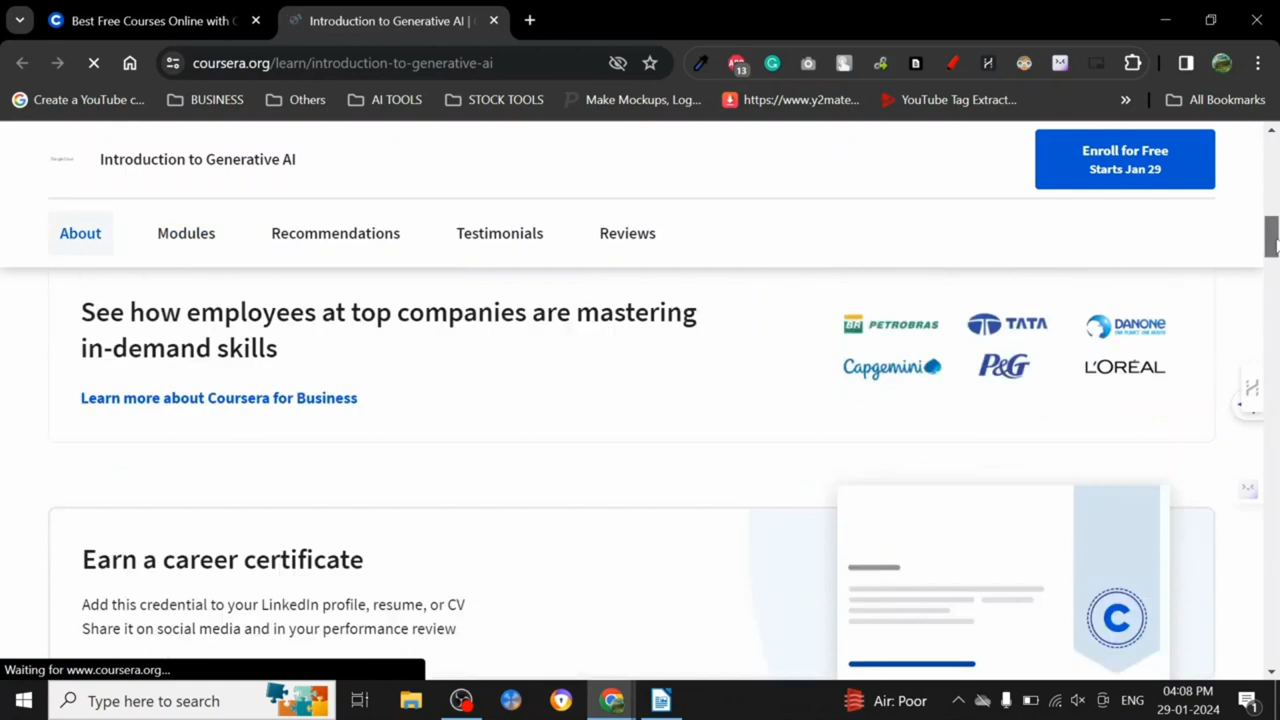 Best Free Courses Online with C
Introduction to Generative AI |
coursera.org/learn/introduction-to-generative-ai
13
Create a YouTube c...
BUSINESS
Others
AI TOOLS
STOCK TOOLS
Make Mockups, Log...
https://www.y2mate...
YouTube Tag Extract...
»
All Bookmarks
Introduction to Generative AI
Enroll for Free
Starts Jan 29
About
Modules
Recommendations
Testimonials
Reviews
See how employees at top companies are mastering
in-demand skills
BR PETROBRAS
TATA
DANONE
Capgemini
P&G
L'ORÉAL
Learn more about Coursera for Business
Earn a career certificate
Add this credential to your LinkedIn profile, resume, or CV
Share it on social media and in your performance review
Waiting for www.coursera.org...
Type here to search
Air: Poor
ENG
04:08 PM
29-01-2024
1